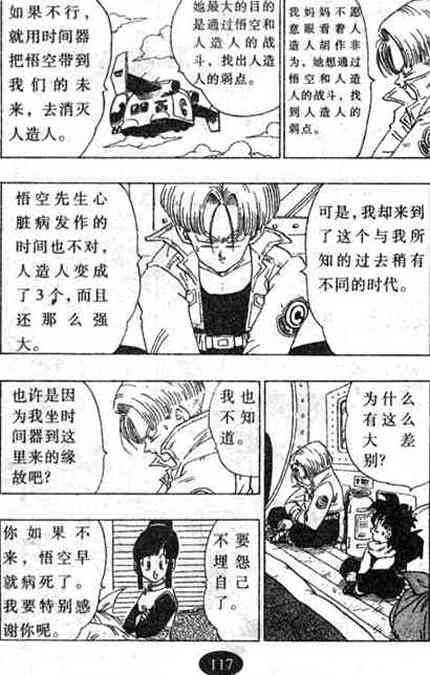 我妈妈不愿
意眼看着人
造人胡作非
为，她想通过
悟空和人造
人的战斗，找
到人造人的
弱点。
她最大的目的
是通过悟空和
人造人的战
斗，找出人造
人的弱点。
如果不行，
就用时间器
把悟空带到
我们的未
来，去消灭
人造人。
可是，我却来到
了这个与我所
知的过去稍有
不同的时代。
悟空先生心
脏病发作的
时间也不对，
人造人变成
了3个，而且
还那么强
大。
为什么
有这么
大差
别？
我也
不知
道。
也许是因
为我坐时
间器到这
里来的缘
故吧？
不要
埋怨
自己
了。
你如果不
来，悟空早
就病死了。
我要特别感
谢你呢。
117